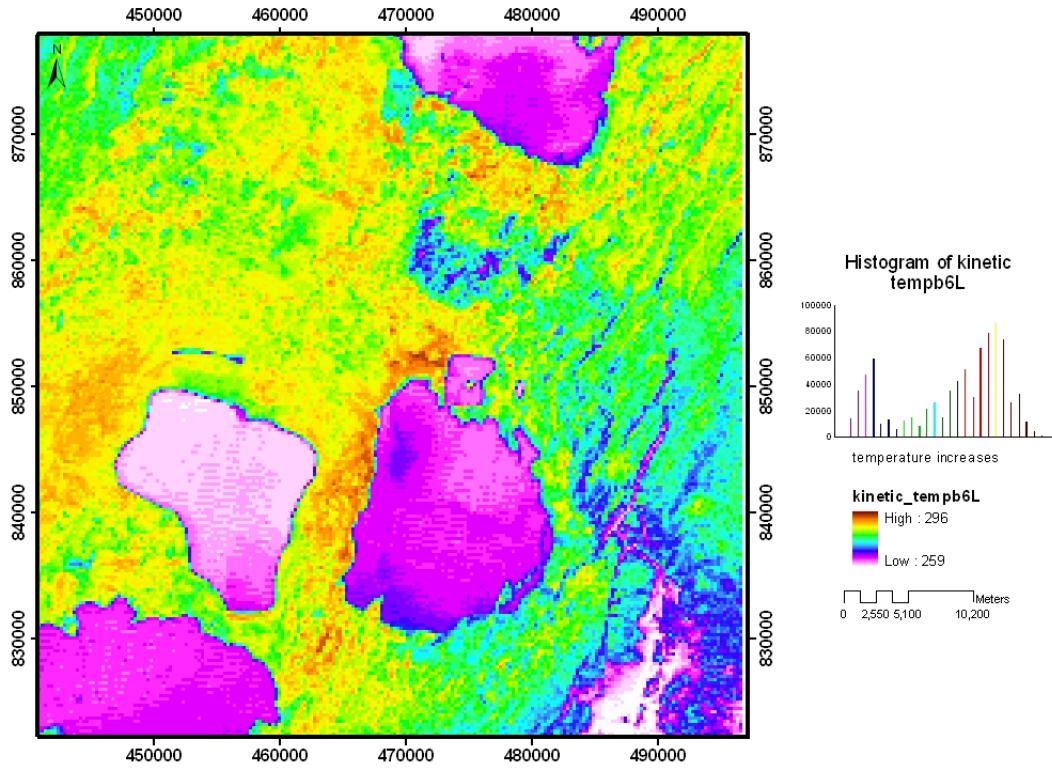 450000 460000 470000 480000 490000
N
870000 870000
860000 860000
850000 850000
840000 840000
830000 830000
450000 460000 470000 480000 490000
Histogram of kinetic
tempb6L
100000
80000
60000
40000
20000
0
temperature increases
kinetic_tempb6L
High : 296
Low : 259
Meters
0 2,550 5,100 10,200